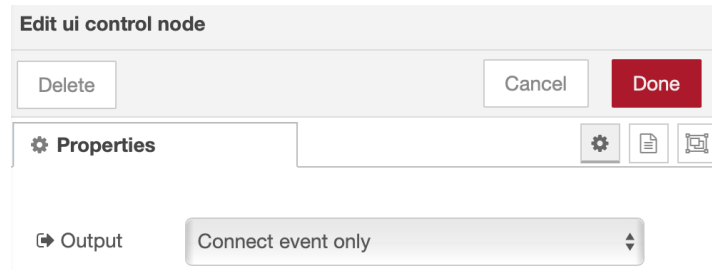 Edit ui control node
Delete
Cancel
Done
Properties
Output
Connect event only